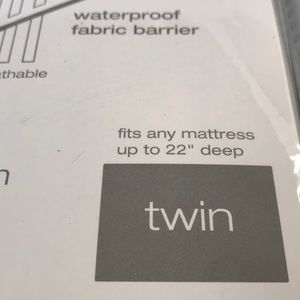 waterproof
fabric barrier
athable
fits any mattress
up to 22" deep
n
twin